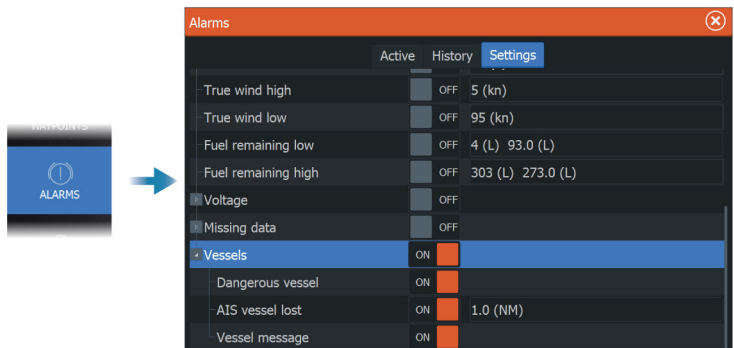 Alarms
Active History Settings
True wind high OFF 5 (kn)
True wind low OFF 95 (kn)
Fuel remaining low OFF 4 (L) 93.0 (L)
Fuel remaining high OFF 303 (L) 273.0 (L)
Voltage OFF
Missing data OFF
Vessels ON
Dangerous vessel ON
AIS vessel lost ON 1.0 (NM)
Vessel message ON
WAYPOINTS
ALARMS